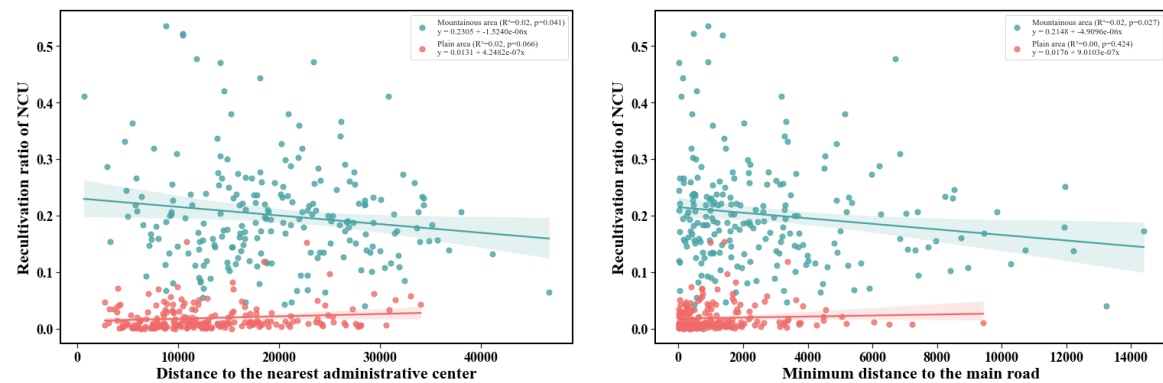 Mountainous area (R²=0.02, p=0.041)
y = 0.2305 + -1.5240e-06x
Plain area (R²=0.02, p=0.066)
y = 0.0131 + 4.2482e-07x
0.5
0.4
0.3
0.2
0.1
0.0
Recultivation ratio of NCU
0 10000 20000 30000 40000
Distance to the nearest administrative center
Mountainous area (R²=0.02, p=0.027)
y = 0.2148 + -4.9096e-06x
Plain area (R²=0.00, p=0.424)
y = 0.0176 + 9.0103e-07x
0.5
0.4
0.3
0.2
0.1
0.0
Recultivation ratio of NCU
0 2000 4000 6000 8000 10000 12000 14000
Minimum distance to the main road